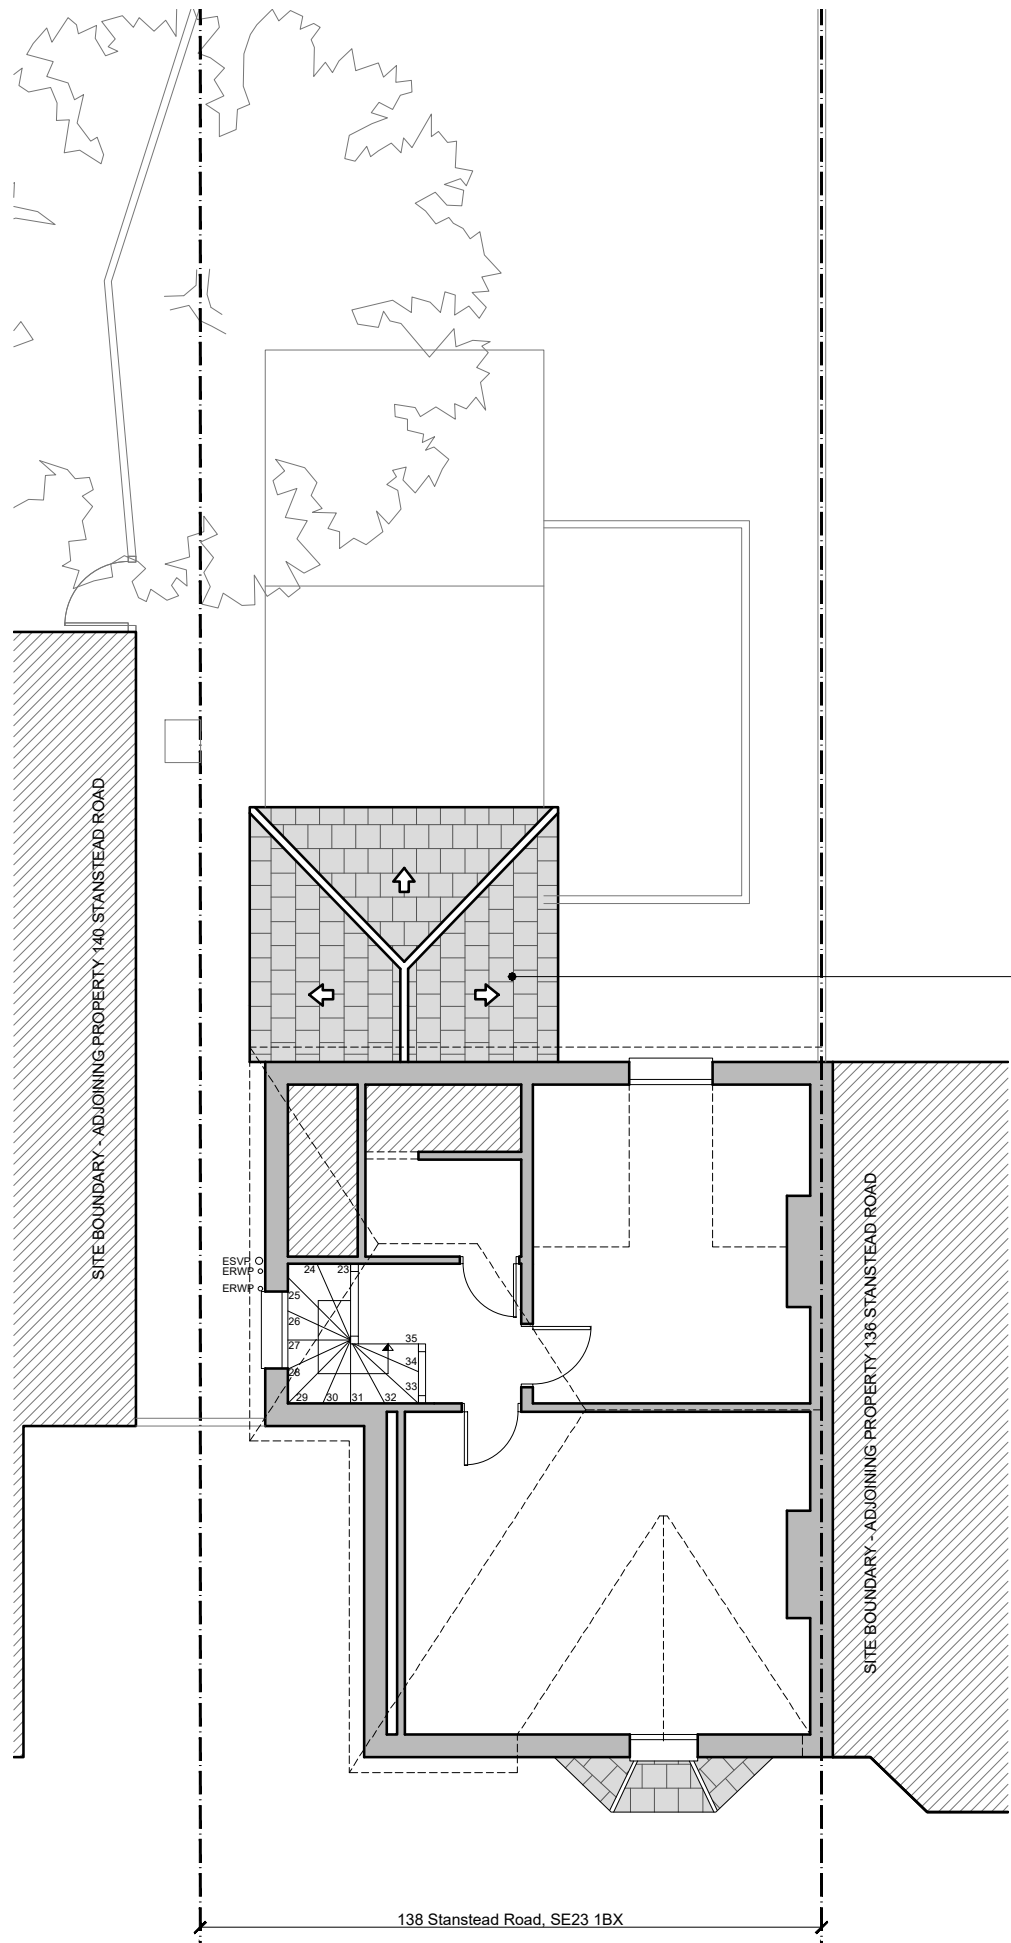 SITE BOUNDARY - ADJOINING PROPERTY 140 STANSTEAD ROAD
SITE BOUNDARY - ADJOINING PROPERTY 136 STANSTEAD ROAD
ESVP
ERWP
ERWP
24
23
25
26
27
28
29
30
31
32
33
34
35
138 Stanstead Road, SE23 1BX